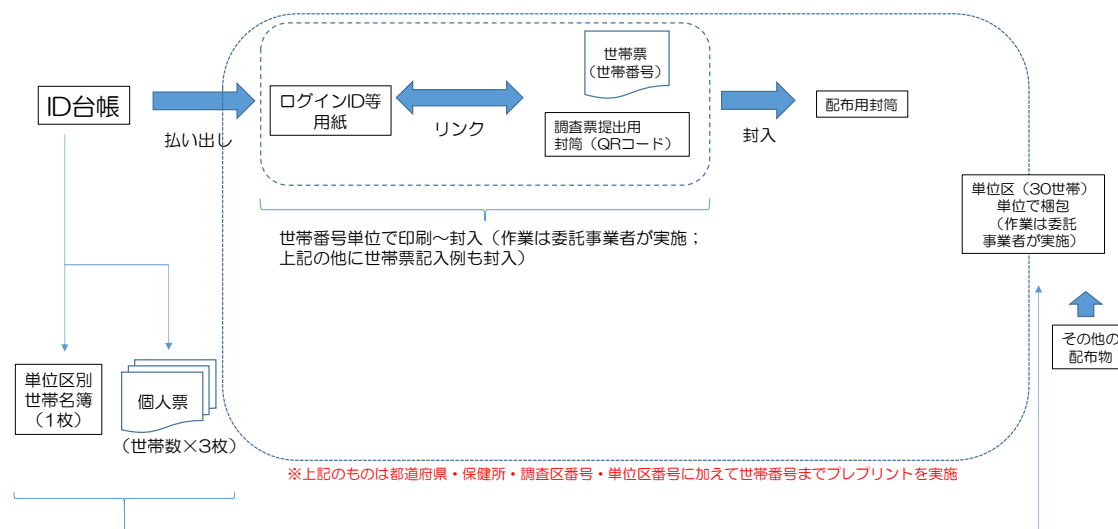 ID台帳
払い出し
ログインID等
用紙
リンク
世帯票
（世帯番号）
調査票提出用
封筒（QRコード）
封入
配布用封筒
世帯番号単位で印刷～封入（作業は委託事業者が実施；
上記の他に世帯票記入例も封入）
単位区（30世帯）
単位で梱包
（作業は委託
事業者が実施）
その他の
配布物
単位区別
世帯名簿
（1枚）
個人票
（世帯数×3枚）
※上記のものは都道府県・保健所・調査区番号・単位区番号に加えて世帯番号までプレプリントを実施